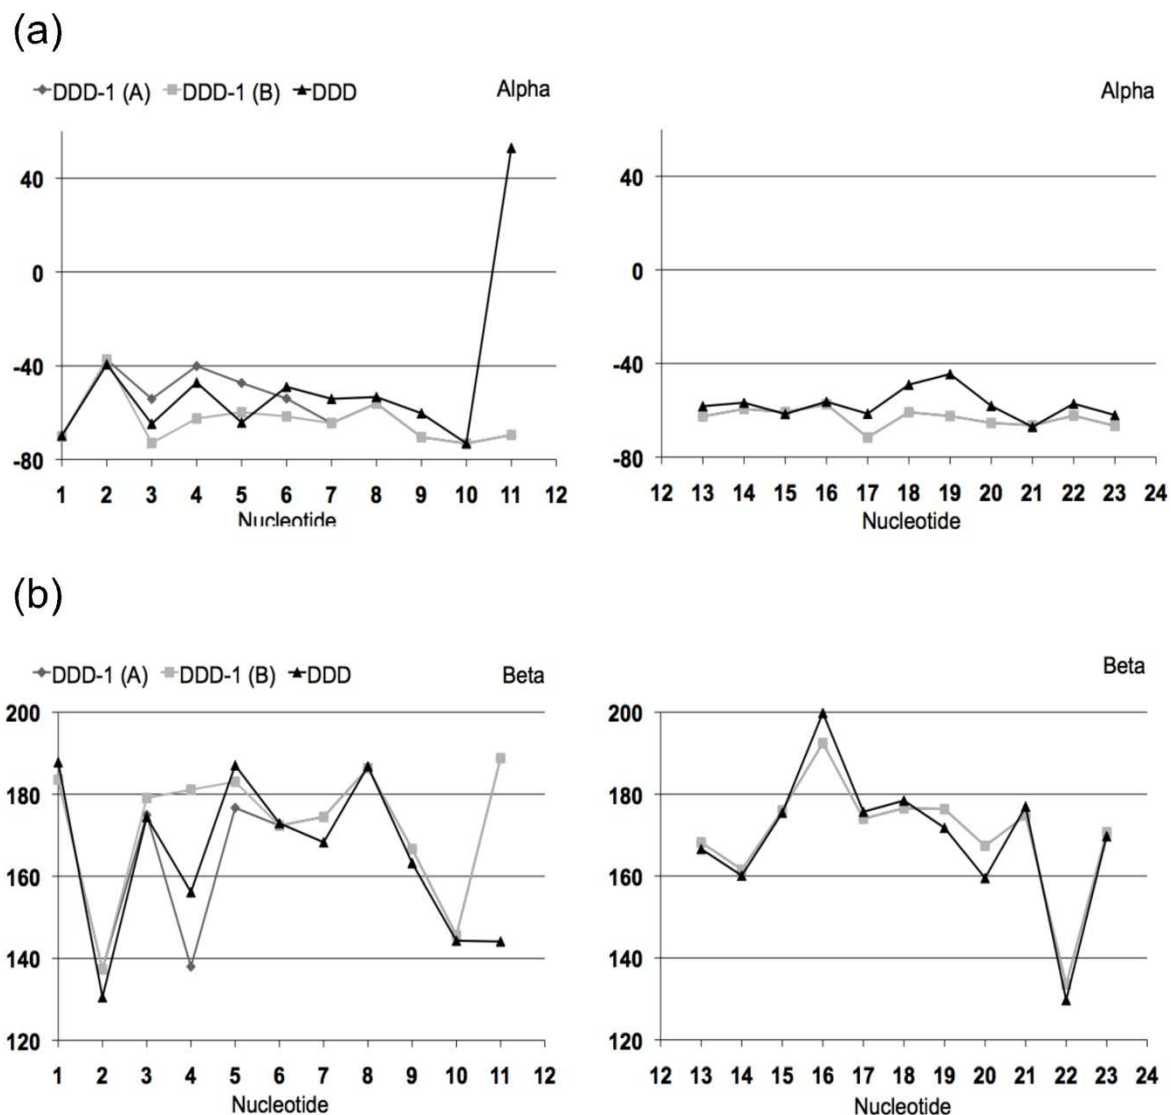 (a)
DDD-1 (A) DDD-1 (B) DDD Alpha
40
0
-40
-80
1 2 3 4 5 6 7 8 9 10 11 12
Nucleotide
Alpha
40
0
-40
-80
12 13 14 15 16 17 18 19 20 21 22 23 24
Nucleotide
(b)
DDD-1 (A) DDD-1 (B) DDD Beta
200
180
160
140
120
1 2 3 4 5 6 7 8 9 10 11 12
Nucleotide
Beta
200
180
160
140
120
12 13 14 15 16 17 18 19 20 21 22 23 24
Nucleotide